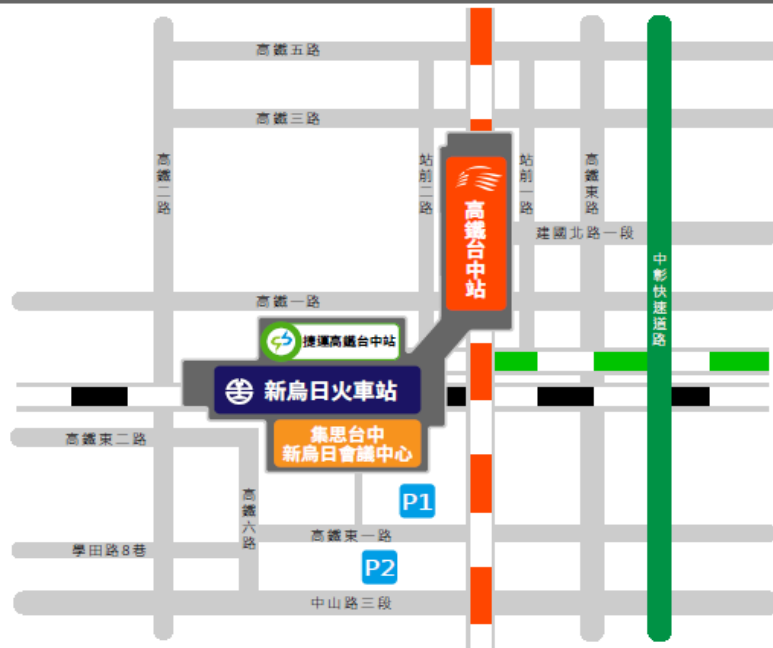 高鐵五路
高鐵三路
高鐵二路
站前二路
站前一路
高鐵東路
高鐵台中站
建國北路一段
中彰快速道路
高鐵一路
捷運高鐵台中站
新烏日火車站
集思台中
新烏日會議中心
高鐵東二路
高鐵六路
P1
高鐵東一路
學田路8巷
P2
中山路三段